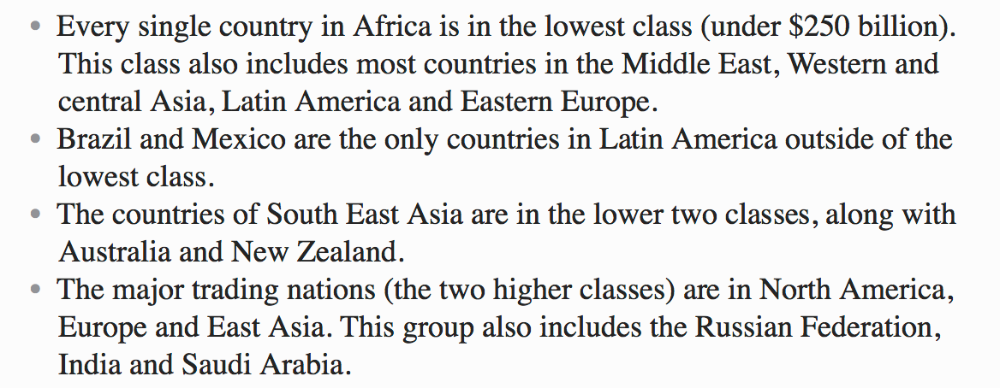 • Every single country in Africa is in the lowest class (under $250 billion).
This class also includes most countries in the Middle East, Western and
central Asia, Latin America and Eastern Europe.
• Brazil and Mexico are the only countries in Latin America outside of the
lowest class.
• The countries of South East Asia are in the lower two classes, along with
Australia and New Zealand.
• The major trading nations (the two higher classes) are in North America,
Europe and East Asia. This group also includes the Russian Federation,
India and Saudi Arabia.